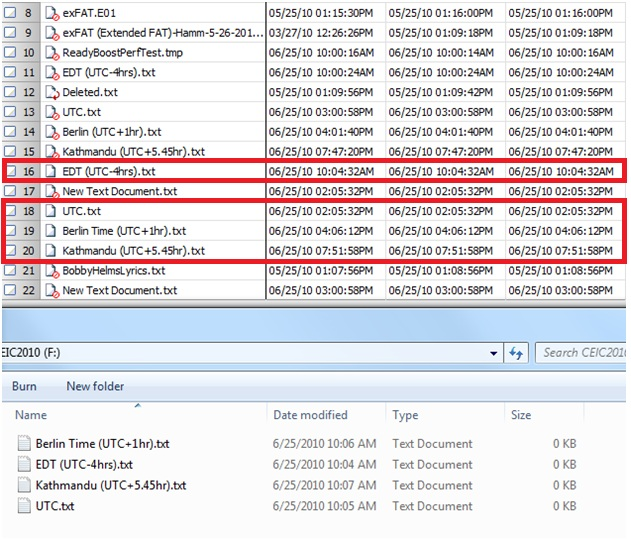 8 exFAT.E01 05/25/10 01:15:30PM 05/25/10 01:16:00PM 05/25/10 01:16:00PM
9 exFAT (Extended FAT)-Hamm-5-26-201... 03/27/10 12:26:26PM 05/25/10 01:09:18PM 05/25/10 01:09:18PM
10 ReadyBoostPerfTest.tmp 06/25/10 10:00:16AM 06/25/10 10:00:14AM 06/25/10 10:00:16AM
11 EDT (UTC-4hrs).txt 06/25/10 10:00:24AM 06/25/10 10:00:24AM 06/25/10 10:00:24AM
12 Deleted.txt 05/25/10 01:09:56PM 05/25/10 01:09:42PM 05/25/10 01:09:56PM
13 UTC.txt 06/25/10 03:00:58PM 06/25/10 03:00:58PM 06/25/10 03:00:58PM
14 Berlin (UTC+1hr).txt 06/25/10 04:01:40PM 06/25/10 04:01:40PM 06/25/10 04:01:40PM
15 Kathmandu (UTC+5.45hr).txt 06/25/10 07:47:20PM 06/25/10 07:47:20PM 06/25/10 07:47:20PM
16 EDT (UTC-4hrs).txt 06/25/10 10:04:32AM 06/25/10 10:04:32AM 06/25/10 10:04:32AM
17 New Text Document.txt 06/25/10 02:05:32PM 06/25/10 02:05:32PM 06/25/10 02:05:32PM
18 UTC.txt 06/25/10 02:05:32PM 06/25/10 02:05:32PM 06/25/10 02:05:32PM
19 Berlin Time (UTC+1hr).txt 06/25/10 04:06:12PM 06/25/10 04:06:12PM 06/25/10 04:06:12PM
20 Kathmandu (UTC+5.45hr).txt 06/25/10 07:51:58PM 06/25/10 07:51:58PM 06/25/10 07:51:58PM
21 BobbyHelmsLyrics.txt 05/25/10 01:07:56PM 05/25/10 01:08:56PM 05/25/10 01:08:56PM
22 New Text Document.txt 06/25/10 03:00:58PM 06/25/10 03:00:58PM 06/25/10 03:00:58PM
CEIC2010 (F:) Search CEIC2010
Burn New folder
Name Date modified Type Size
Berlin Time (UTC+1hr).txt 6/25/2010 10:06 AM Text Document 0 KB
EDT (UTC-4hrs).txt 6/25/2010 10:04 AM Text Document 0 KB
Kathmandu (UTC+5.45hr).txt 6/25/2010 10:07 AM Text Document 0 KB
UTC.txt 6/25/2010 10:05 AM Text Document 0 KB